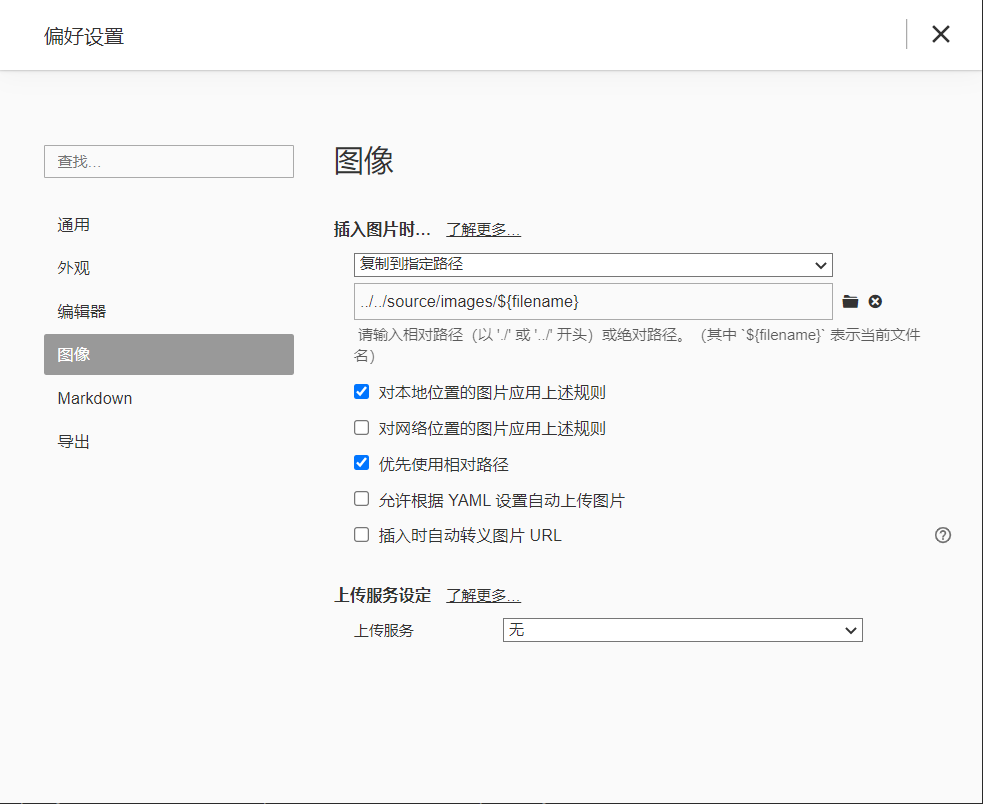 偏好设置
查找...
通用
外观
编辑器
图像
Markdown
导出
图像
插入图片时... 了解更多...
复制到指定路径
../../source/images/${filename}
请输入相对路径（以 './' 或 '../' 开头）或绝对路径。（其中 `${filename}` 表示当前文件
名）
对本地位置的图片应用上述规则
对网络位置的图片应用上述规则
优先使用相对路径
允许根据 YAML 设置自动上传图片
插入时自动转义图片 URL
上传服务设定 了解更多...
上传服务 无